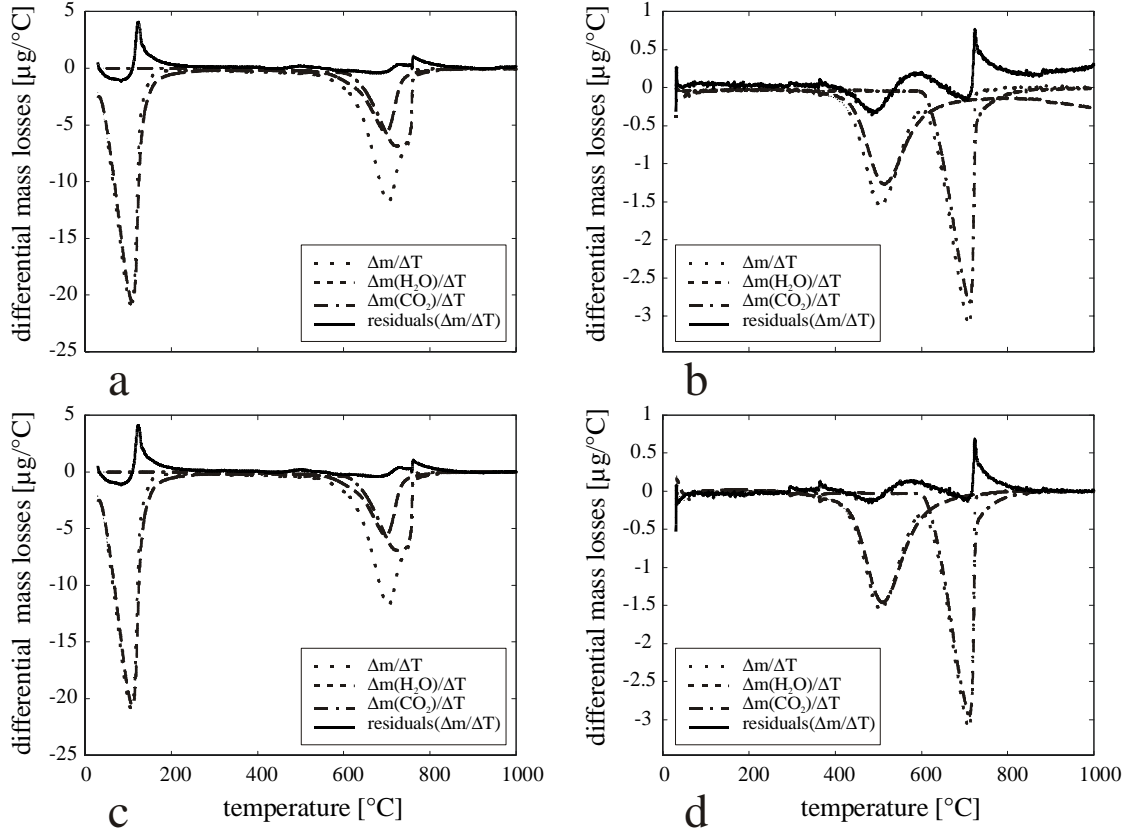 5
0
-5
-10
-15
-20
-25
differential mass losses [µg/°C]
Δm/ΔT
Δm(H₂O)/ΔT
Δm(CO₂)/ΔT
residuals(Δm/ΔT)
a
1
0.5
0
-0.5
-1
-1.5
-2
-2.5
-3
differential mass losses [µg/°C]
Δm/ΔT
Δm(H₂O)/ΔT
Δm(CO₂)/ΔT
residuals(Δm/ΔT)
b
5
0
-5
-10
-15
-20
-25
differential mass losses [µg/°C]
Δm/ΔT
Δm(H₂O)/ΔT
Δm(CO₂)/ΔT
residuals(Δm/ΔT)
0 200 400 600 800 1000
temperature [°C]
c
1
0.5
0
-0.5
-1
-1.5
-2
-2.5
-3
differential mass losses [µg/°C]
Δm/ΔT
Δm(H₂O)/ΔT
Δm(CO₂)/ΔT
residuals(Δm/ΔT)
0 200 400 600 800 1000
temperature [°C]
d